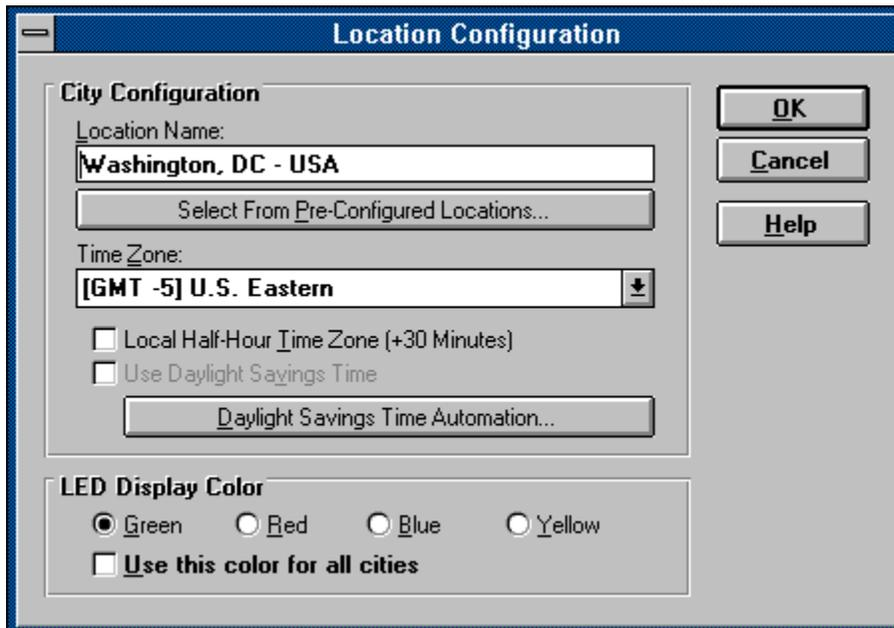 Location Configuration
City Configuration
Location Name:
Washington, DC - USA
Select From Pre-Configured Locations...
Time Zone:
[GMT -5] U.S. Eastern
Local Half-Hour Time Zone (+30 Minutes)
Use Daylight Savings Time
Daylight Savings Time Automation...
OK
Cancel
Help
LED Display Color
Green Red Blue Yellow
Use this color for all cities